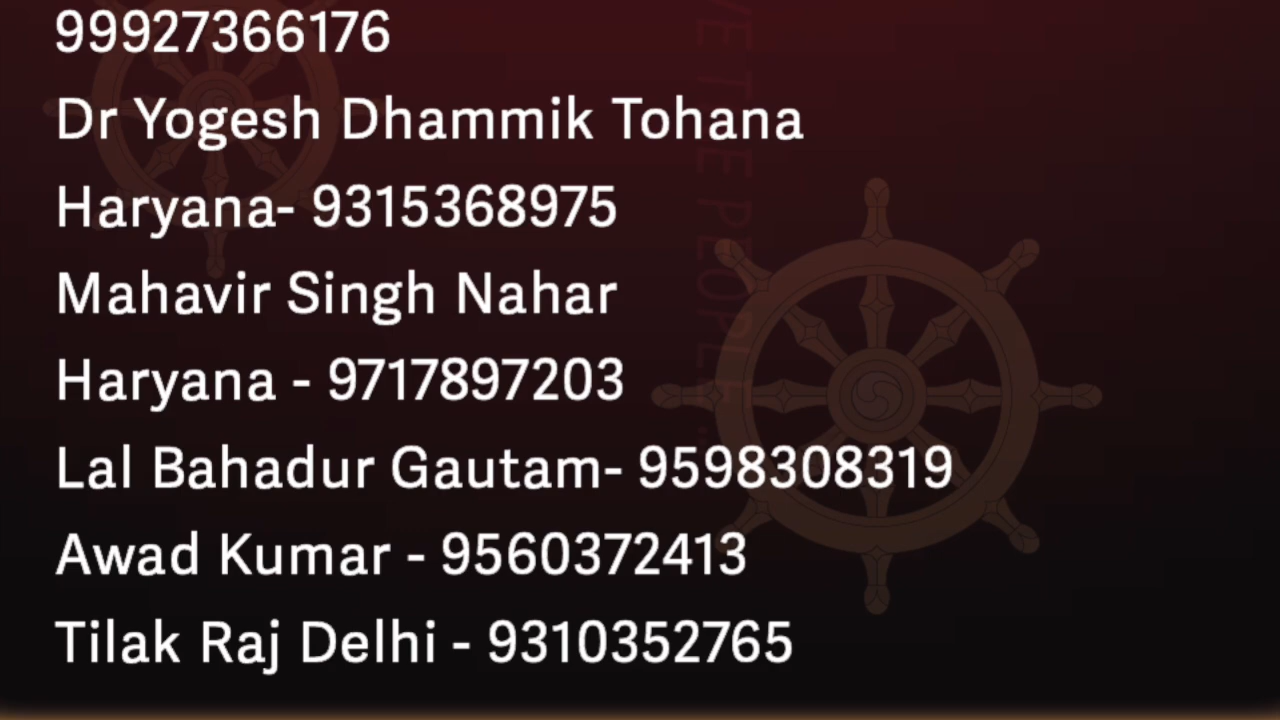 99927366176
Dr Yogesh Dhammik Tohana
Haryana- 9315368975
Mahavir Singh Nahar
Haryana - 9717897203
Lal Bahadur Gautam- 9598308319
Awad Kumar - 9560372413
Tilak Raj Delhi - 9310352765
PEOPLE